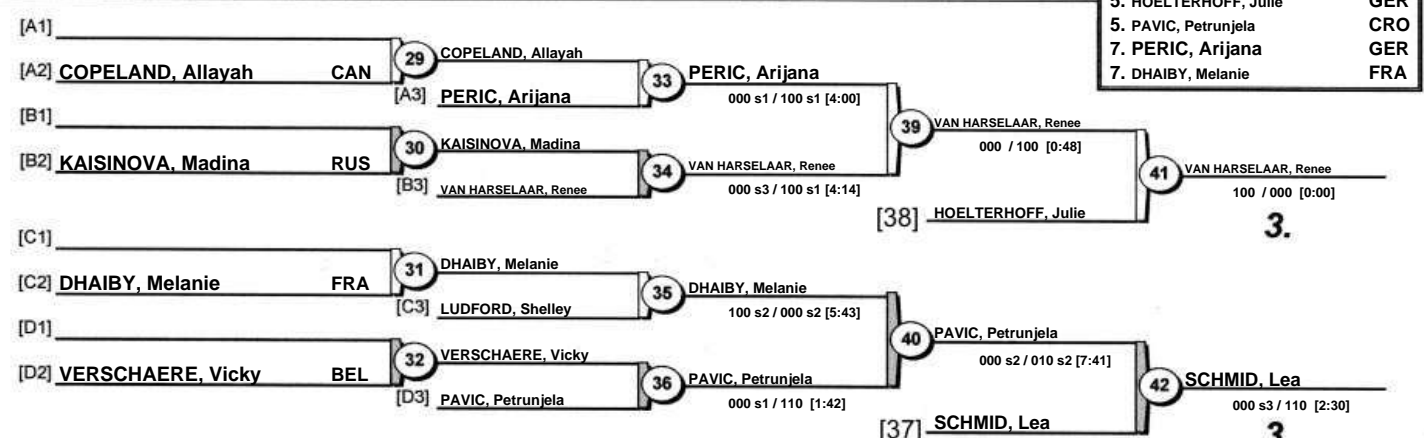 5. HOELTERHOFF, Julie GER
5. PAVIC, Petrunjela CRO
7. PERIC, Arijana GER
7. DHAIBY, Melanie FRA
[A1]
[A2] COPELAND, Allayah CAN
29
COPELAND, Allayah
[A3] PERIC, Arijana
33
PERIC, Arijana
000 s1 / 100 s1 [4:00]
[B1]
[B2] KAISINOVA, Madina RUS
30
KAISINOVA, Madina
[B3] VAN HARSELAAR, Renee
34
VAN HARSELAAR, Renee
000 s3 / 100 s1 [4:14]
39
VAN HARSELAAR, Renee
000 / 100 [0:48]
[38] HOELTERHOFF, Julie
41
VAN HARSELAAR, Renee
100 / 000 [0:00]
3.
[C1]
[C2] DHAIBY, Melanie FRA
31
DHAIBY, Melanie
[C3] LUDFORD, Shelley
35
DHAIBY, Melanie
100 s2 / 000 s2 [5:43]
[D1]
[D2] VERSCHAERE, Vicky BEL
32
VERSCHAERE, Vicky
[D3] PAVIC, Petrunjela
36
PAVIC, Petrunjela
000 s1 / 110 [1:42]
40
PAVIC, Petrunjela
000 s2 / 010 s2 [7:41]
[37] SCHMID, Lea
42
SCHMID, Lea
000 s3 / 110 [2:30]
3